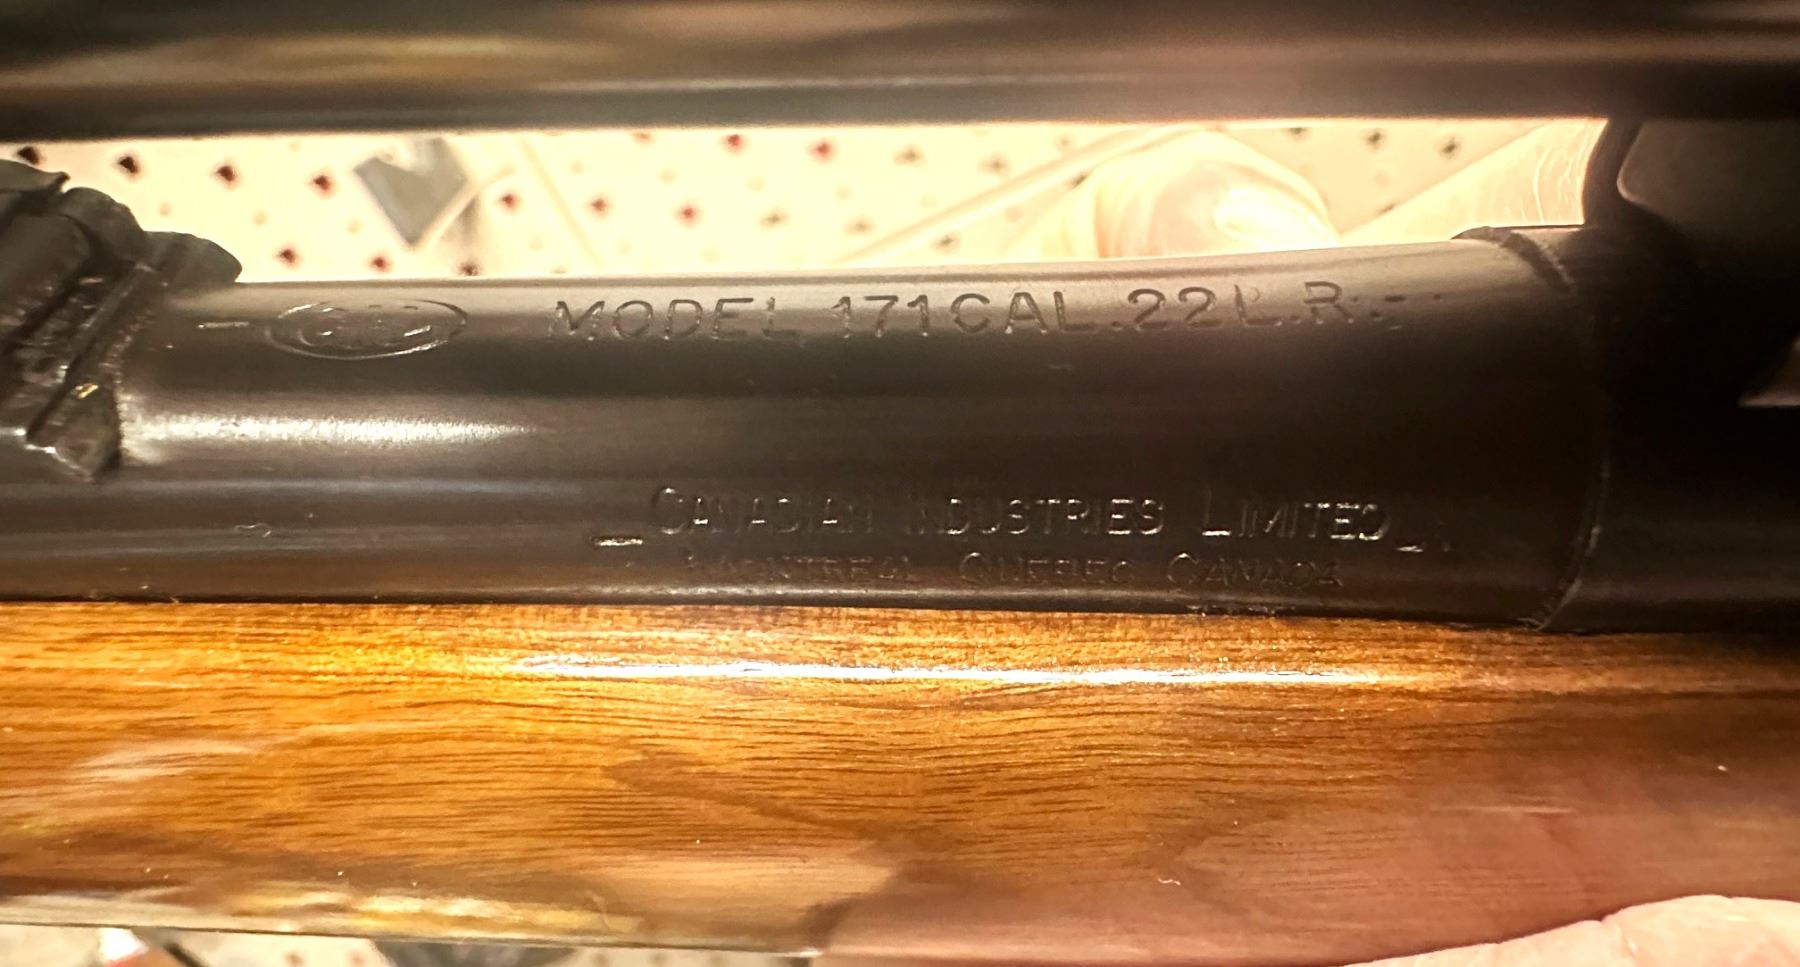 C.I.L
MODEL 171 CAL. .22 L.R.
CANADIAN INDUSTRIES LIMITED
MONTREAL QUEBEC CANADA